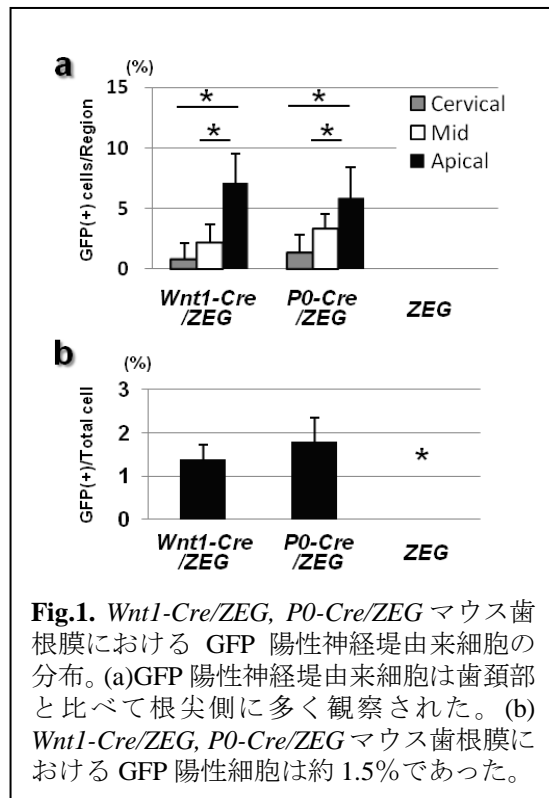 a
(%)
15
10
5
0
GFP(+) cells/Region
* *
* *
Cervical
Mid
Apical
Wnt1-Cre P0-Cre
/ZEG /ZEG ZEG
b
(%)
3
2
1
0
GFP(+)/Total cell
*
Wnt1-Cre P0-Cre
/ZEG /ZEG ZEG
Fig.1. Wnt1-Cre/ZEG, P0-Cre/ZEG マウス歯
根膜における GFP 陽性神経堤由来細胞の
分布。(a)GFP 陽性神経堤由来細胞は歯頚部
と比べて根尖側に多く観察された。(b)
Wnt1-Cre/ZEG, P0-Cre/ZEG マウス歯根膜に
おける GFP 陽性細胞は約 1.5%であった。